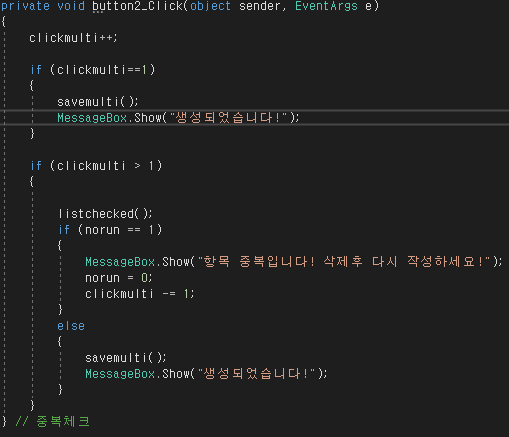 private void button2_Click(object sender, EventArgs e)
{
clickmulti++;
if (clickmulti==1)
{
savemulti();
MessageBox.Show("생성되었습니다!");
}
if (clickmulti > 1)
{
listchecked();
if (norun == 1)
{
MessageBox.Show("항목 중복입니다! 삭제후 다시 작성하세요!");
norun = 0;
clickmulti -= 1;
}
else
{
savemulti();
MessageBox.Show("생성되었습니다!");
}
}
} // 중복체크